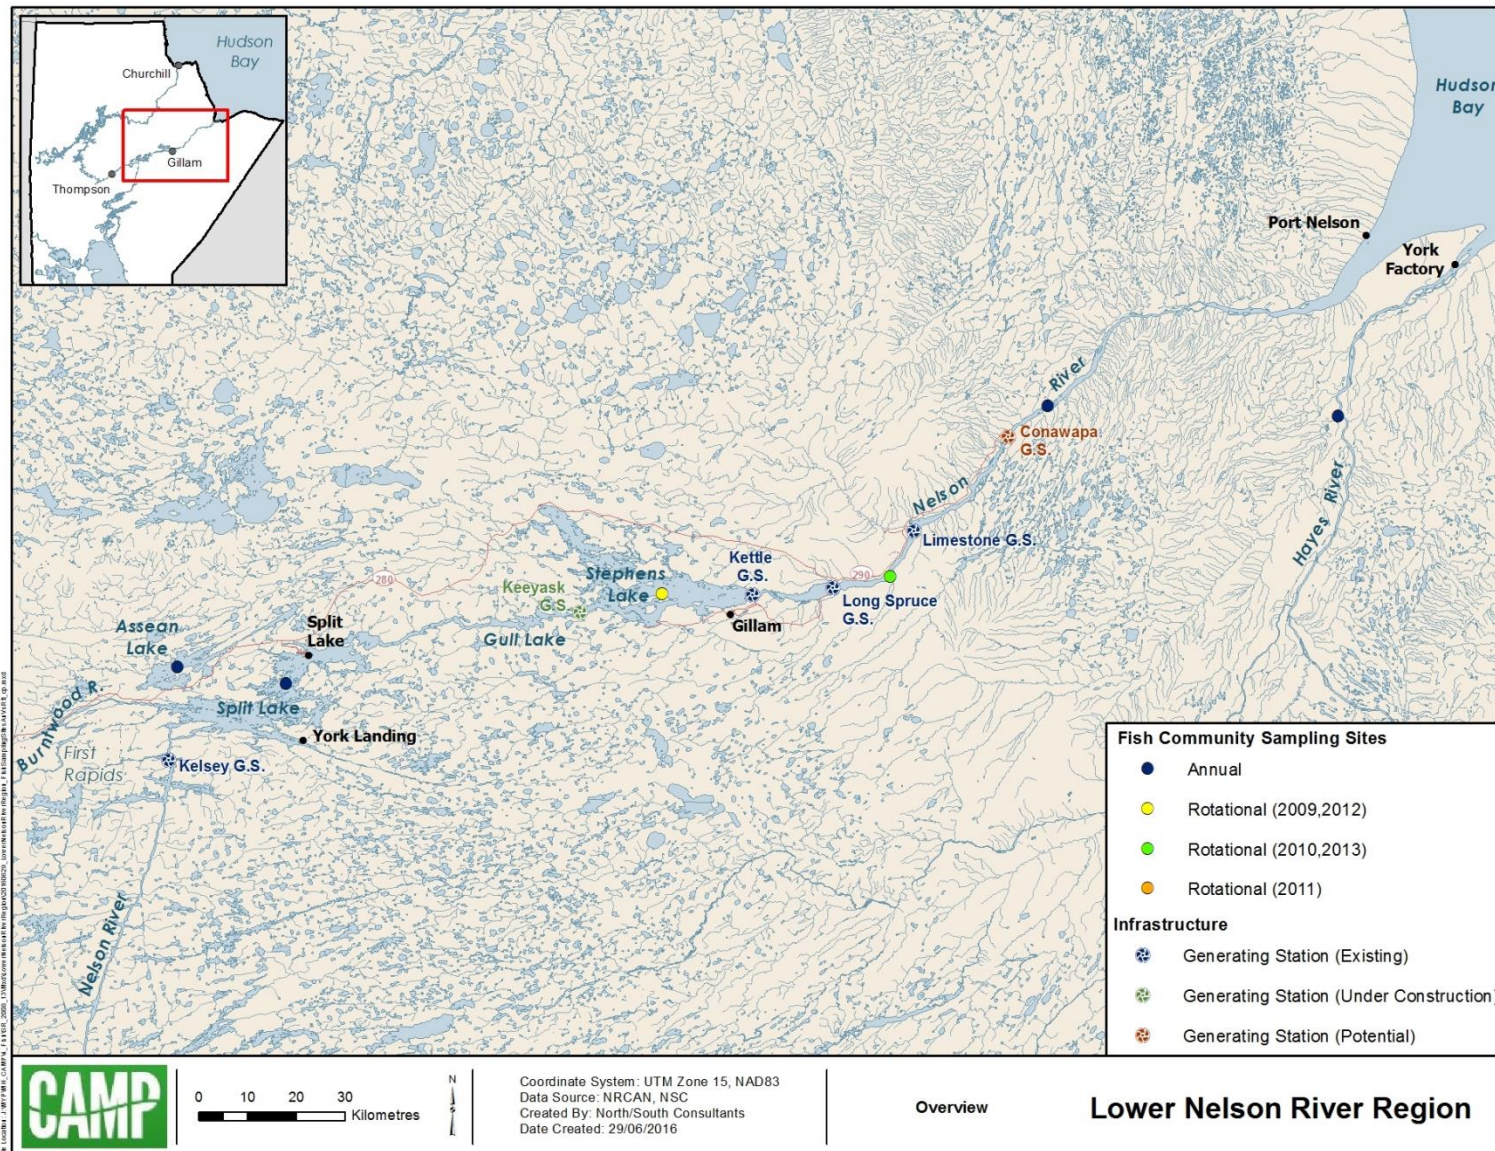 Hudson
Bay
Churchill
Gillam
Thompson
Hudson
Bay
Port Nelson
York
Factory
River
Conawapa
G.S.
Nelson
Hayes River
Limestone G.S.
Kettle
G.S.
290
Stephens
Lake
280
Keeyask
G.S
Long Spruce
G.S.
Gillam
Gull Lake
Split
Lake
Assean
Lake
Split Lake
Burntwood R.
York Landing
First
Rapids
Kelsey G.S.
Nelson River
Fish Community Sampling Sites
Annual
Rotational (2009,2012)
Rotational (2010,2013)
Rotational (2011)
Infrastructure
Generating Station (Existing)
Generating Station (Under Construction)
Generating Station (Potential)
CAMP
0 10 20 30
Kilometres
N
Coordinate System: UTM Zone 15, NAD83
Data Source: NRCAN, NSC
Created By: North/South Consultants
Date Created: 29/06/2016
Overview
Lower Nelson River Region